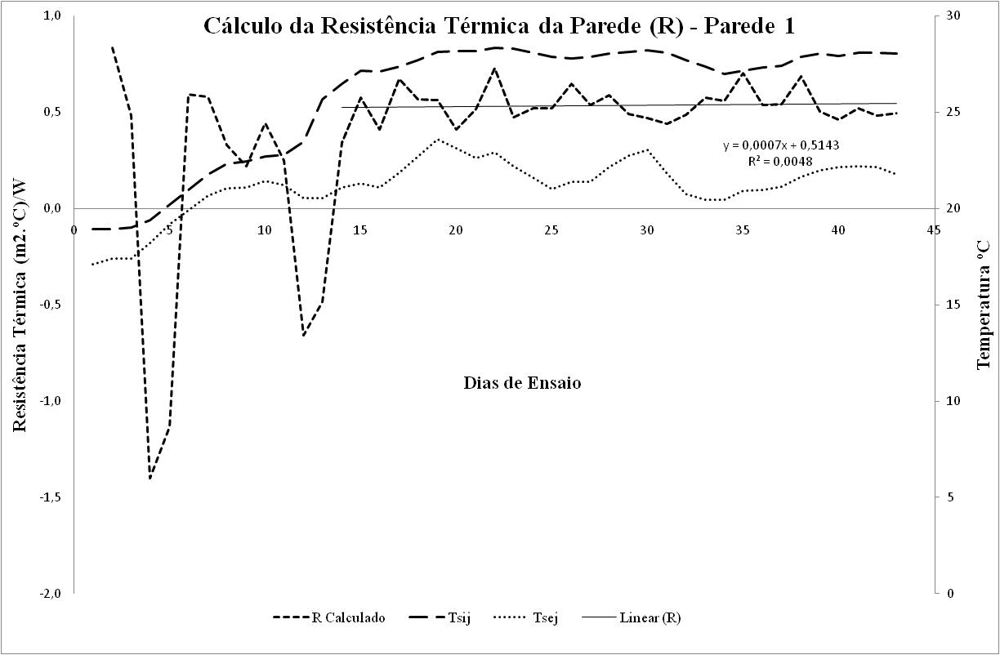 Cálculo da Resistência Térmica da Parede (R) - Parede 1
Resistência Térmica (m2.ºC)/W
1,0
0,5
0,0
-0,5
-1,0
-1,5
-2,0
0
5
10
15
20
25
30
35
40
45
30
25
20
15
10
5
0
Temperatura ºC
y = 0,0007x + 0,5143
R² = 0,0048
Dias de Ensaio
R Calculado
Tsij
Tsej
Linear (R)